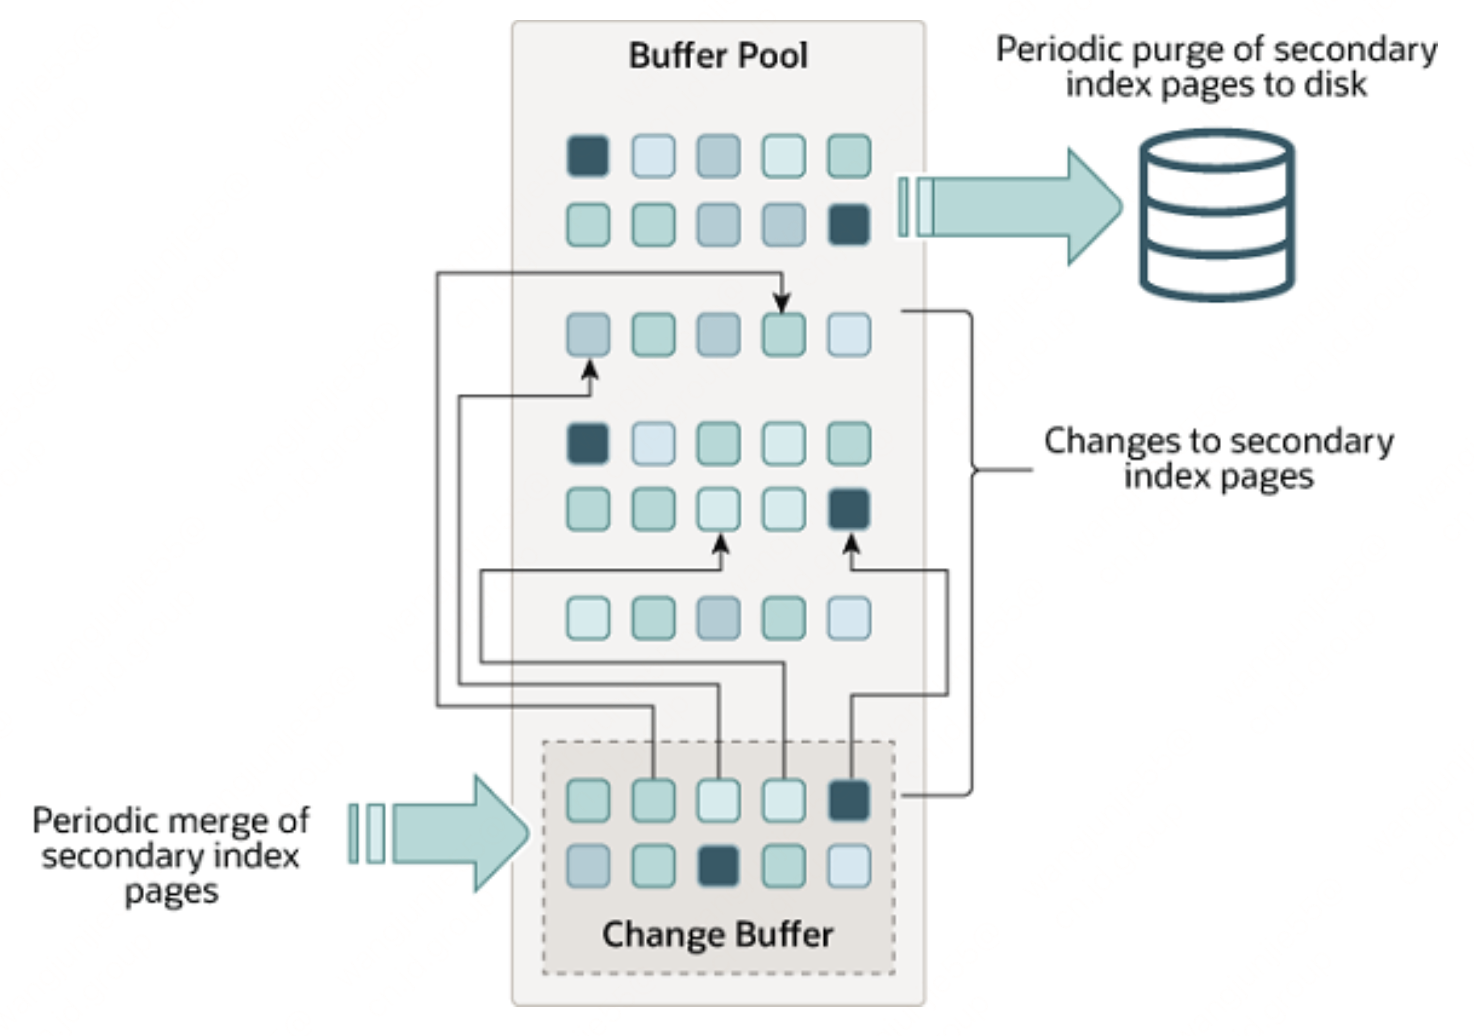 Buffer Pool
Periodic purge of secondary
index pages to disk
Changes to secondary
index pages
Periodic merge of
secondary index
pages
Change Buffer